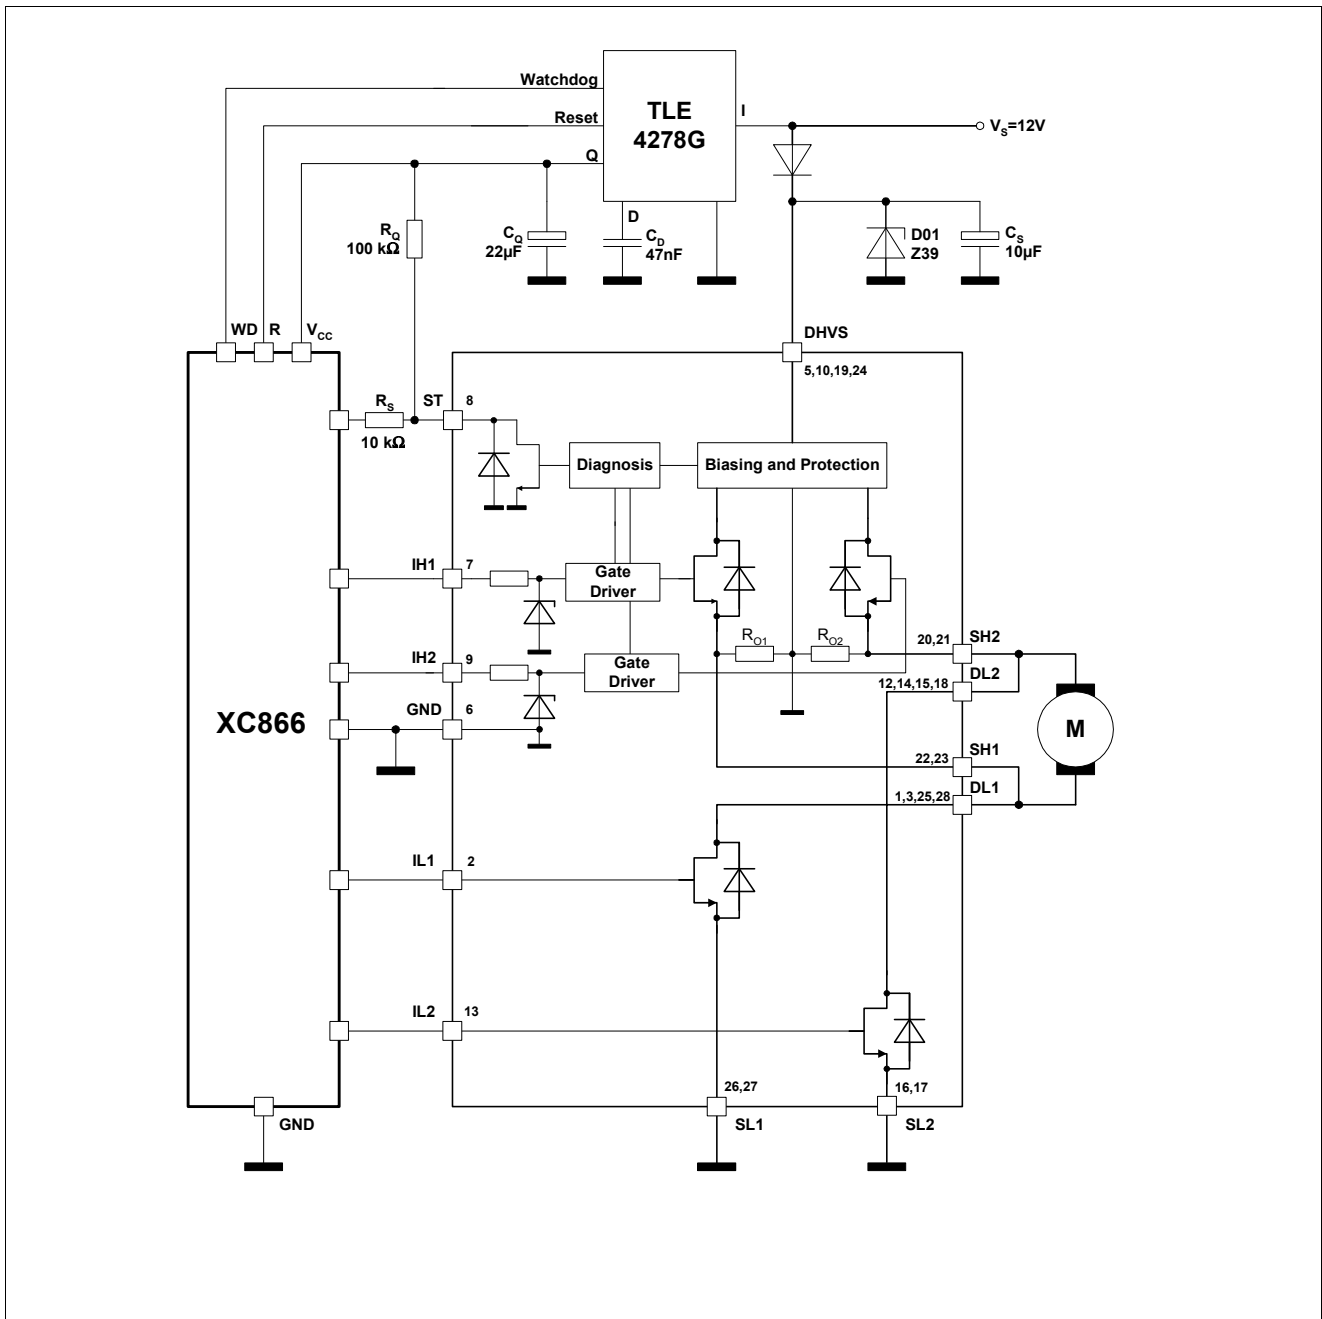 Watchdog
Reset
Q
TLE
4278G
I
V_S=12V
D
R_Q
100 kΩ
C_Q
22µF
C_D
47nF
D01
Z39
C_S
10µF
WD
R
V_CC
DHVS
5,10,19,24
R_S
10 kΩ
ST
8
Diagnosis
Biasing and Protection
IH1
7
Gate
Driver
R_O1
R_O2
20,21
SH2
IH2
9
Gate
Driver
12,14,15,18
DL2
GND
6
XC866
M
22,23
SH1
1,3,25,28
DL1
IL1
2
IL2
13
26,27
SL1
16,17
SL2
GND